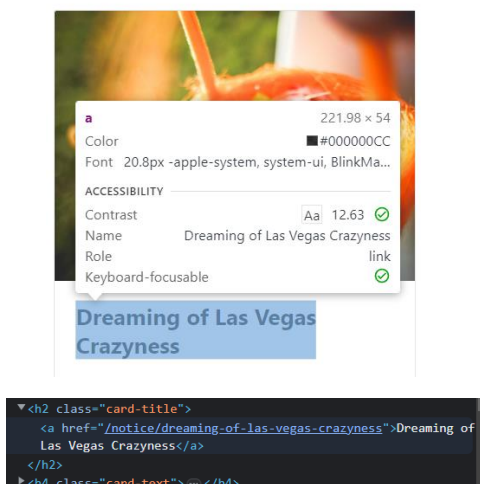 a 221.98 × 54
Color #000000CC
Font 20.8px -apple-system, system-ui, BlinkMa...
ACCESSIBILITY
Contrast Aa 12.63
Name Dreaming of Las Vegas Crazyness
Role link
Keyboard-focusable
Dreaming of Las Vegas
Crazyness
▼<h2 class="card-title">
<a href="/notice/dreaming-of-las-vegas-crazyness">Dreaming of
Las Vegas Crazyness</a>
</h2>
▶<h4 class="card-text">…</h4>